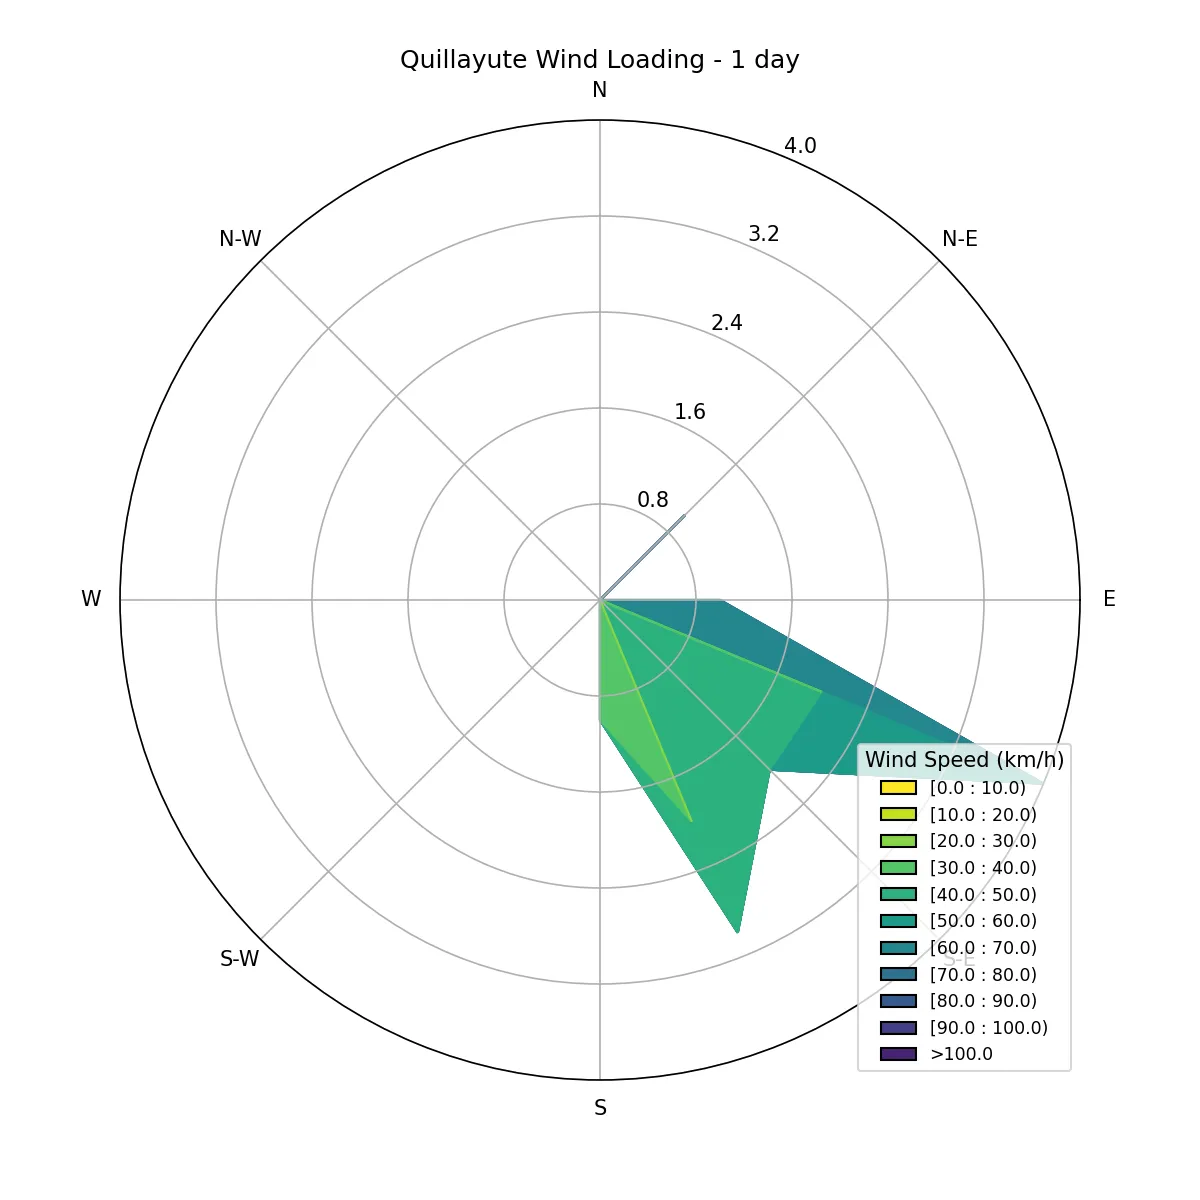 Quillayute Wind Loading - 1 day
N
4.0
3.2
N-W
N-E
2.4
1.6
0.8
W
E
S-W
S-E
S
Wind Speed (km/h)
[0.0 : 10.0)
[10.0 : 20.0)
[20.0 : 30.0)
[30.0 : 40.0)
[40.0 : 50.0)
[50.0 : 60.0)
[60.0 : 70.0)
[70.0 : 80.0)
[80.0 : 90.0)
[90.0 : 100.0)
>100.0